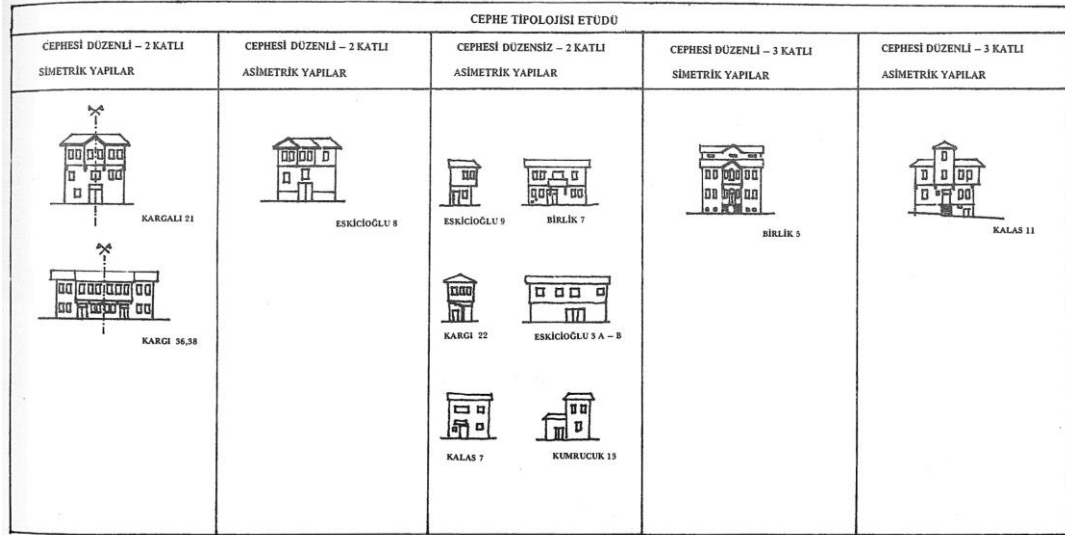 CEPHE TİPOLOJİSİ ETÜDÜ
CEPHESİ DÜZENLİ – 2 KATLI
SİMETRİK YAPILAR
CEPHESİ DÜZENLİ – 2 KATLI
ASİMETRİK YAPILAR
CEPHESİ DÜZENSİZ – 2 KATLI
ASİMETRİK YAPILAR
CEPHESİ DÜZENLİ – 3 KATLI
SİMETRİK YAPILAR
CEPHESİ DÜZENLİ – 3 KATLI
ASİMETRİK YAPILAR
KARGALI 21
KARGI 36,38
ESKİCİOĞLU 8
ESKİCİOĞLU 9
BİRLİK 7
KARGI 22
ESKİCİOĞLU 3 A – B
KALAS 7
KUMRUCUK 13
BİRLİK 5
KALAS 11